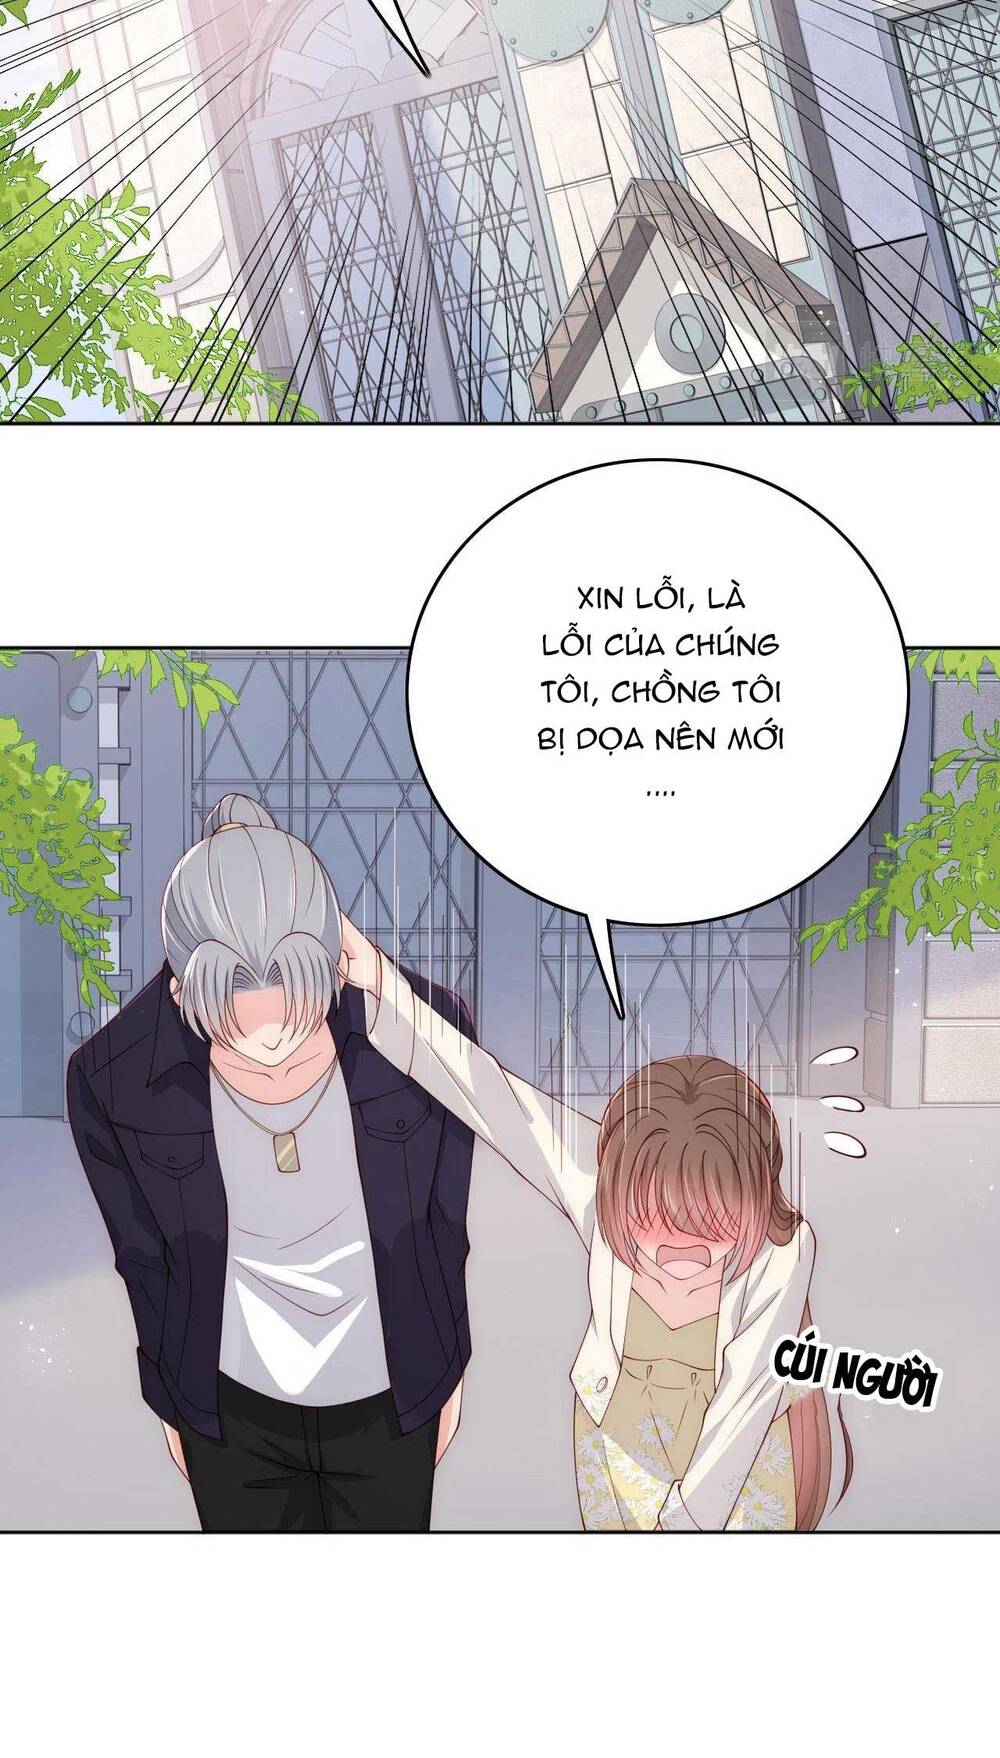 XIN LỖI, LÀ
LỖI CỦA CHÚNG
TÔI, CHỒNG TÔI
BỊ DỌA NÊN MỚI
....
CÚI NGƯỜI